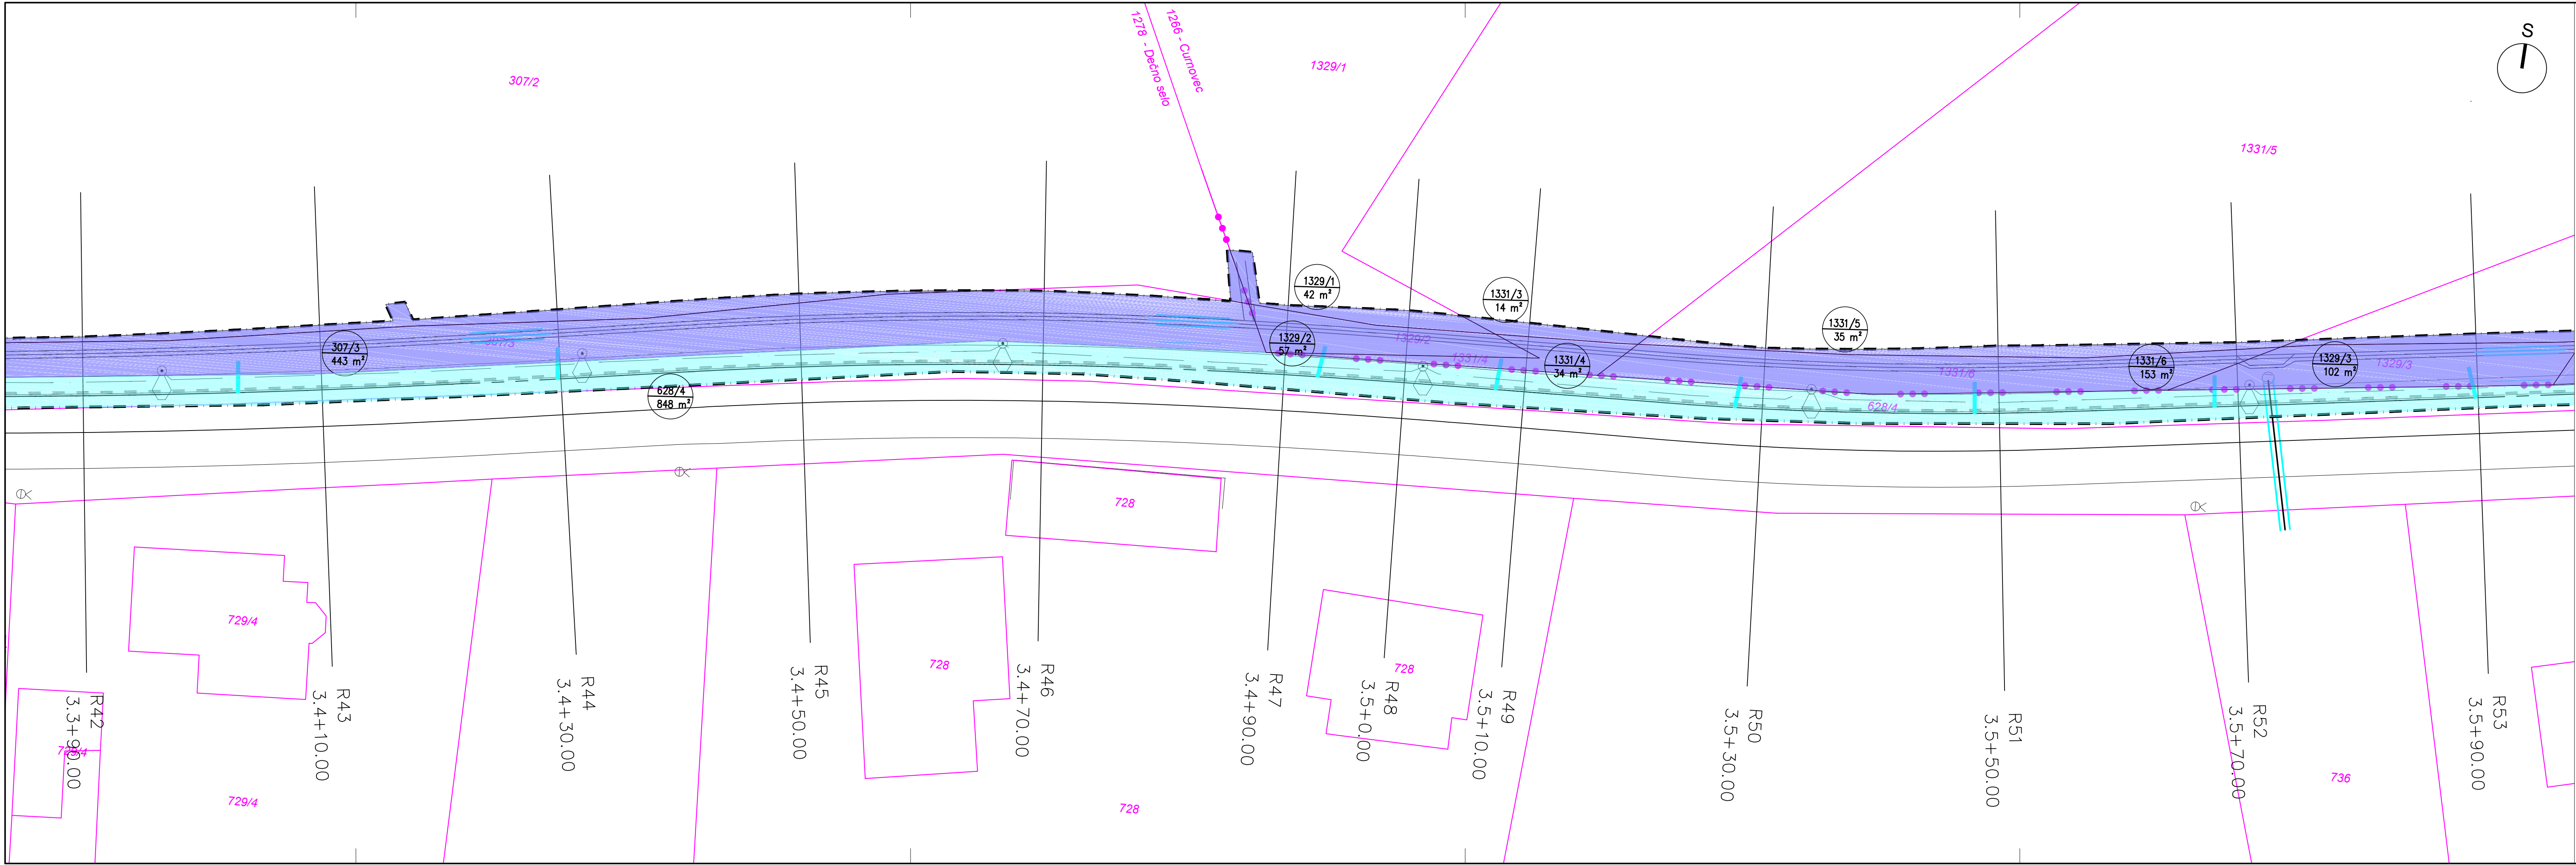 S
1278 - Dečno selo
1266 - Curnovec
307/2
1329/1
1331/5
1329/1
42 m²
1331/3
14 m²
1331/5
35 m²
307/3
443 m²
307/3
1329/2
57 m²
1329/2
1331/4
1331/4
34 m²
1331/6
1331/6
153 m²
1329/3
102 m²
1329/3
628/4
848 m²
628/4
728
729/4
728
728
729/4
729/4
728
736
R42
3.3+90.00
R43
3.4+10.00
R44
3.4+30.00
R45
3.4+50.00
R46
3.4+70.00
R47
3.4+90.00
R48
3.5+0.00
R49
3.5+10.00
R50
3.5+30.00
R51
3.5+50.00
R52
3.5+70.00
R53
3.5+90.00